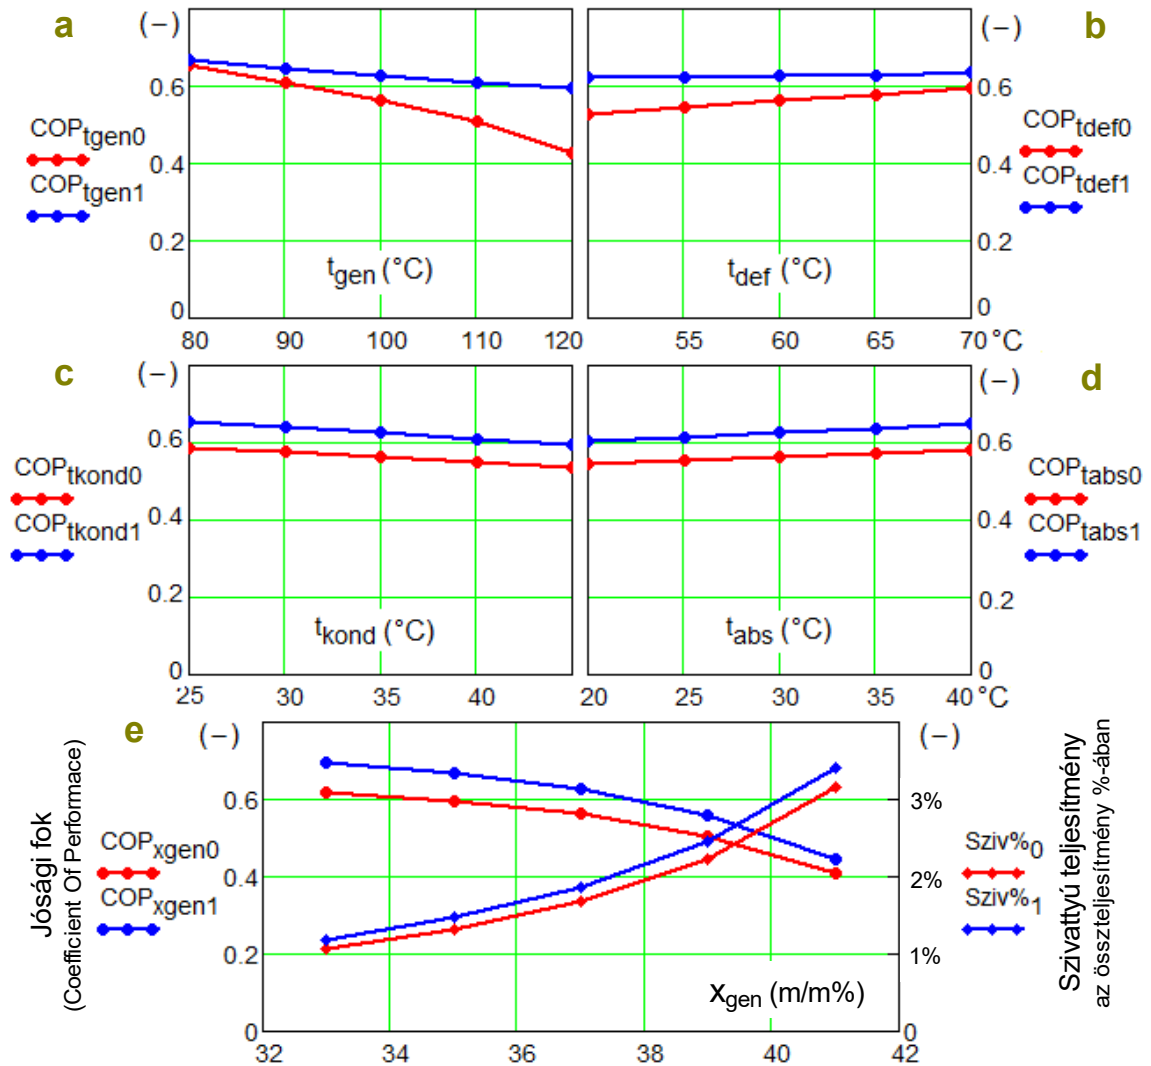 a
(−)
(−)
b
0.6
0.6
COPtgen0
COPtgen1
COPtdef0
COPtdef1
0.4
0.4
0.2
0.2
tgen (°C)
tdef (°C)
0
0
80 90 100 110 120 55 60 65 70 °C
c
(−)
(−)
d
0.6
0.6
COPtkond0
COPtkond1
COPtabs0
COPtabs1
0.4
0.4
0.2
0.2
tkond (°C)
tabs (°C)
0
0
25 30 35 40 20 25 30 35 40 °C
e
(−)
(−)
Jósági fok
(Coefficient Of Performace)
0.6
3%
COPxgen0
COPxgen1
Sziv%0
Sziv%1
0.4
2%
0.2
1%
xgen (m/m%)
0
0
32 34 36 38 40 42
Szivattyú teljesítmény
az összteljesítmény %-ában